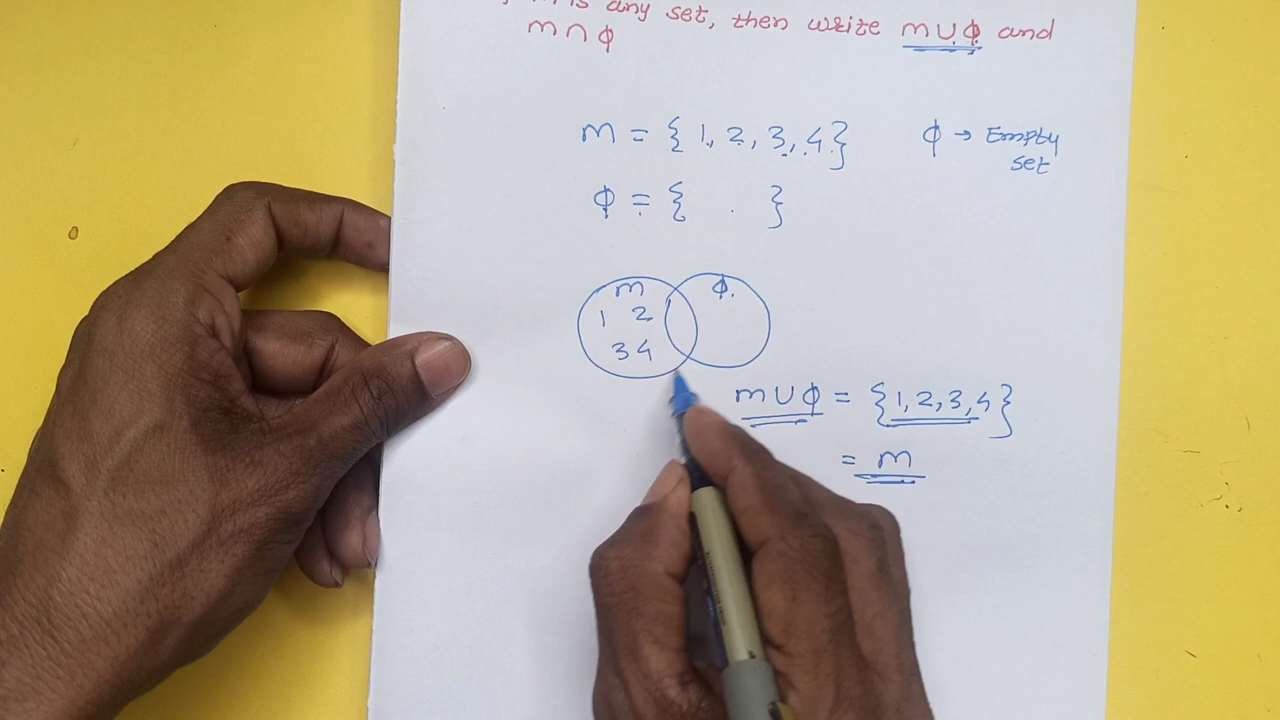 is any set, then write m ∪ ϕ and
m ∩ ϕ
m = { 1, 2, 3, 4 }
ϕ → Empty
set
ϕ = { }
m ϕ
1 2
3 4
m ∪ ϕ = { 1, 2, 3, 4 }
= m